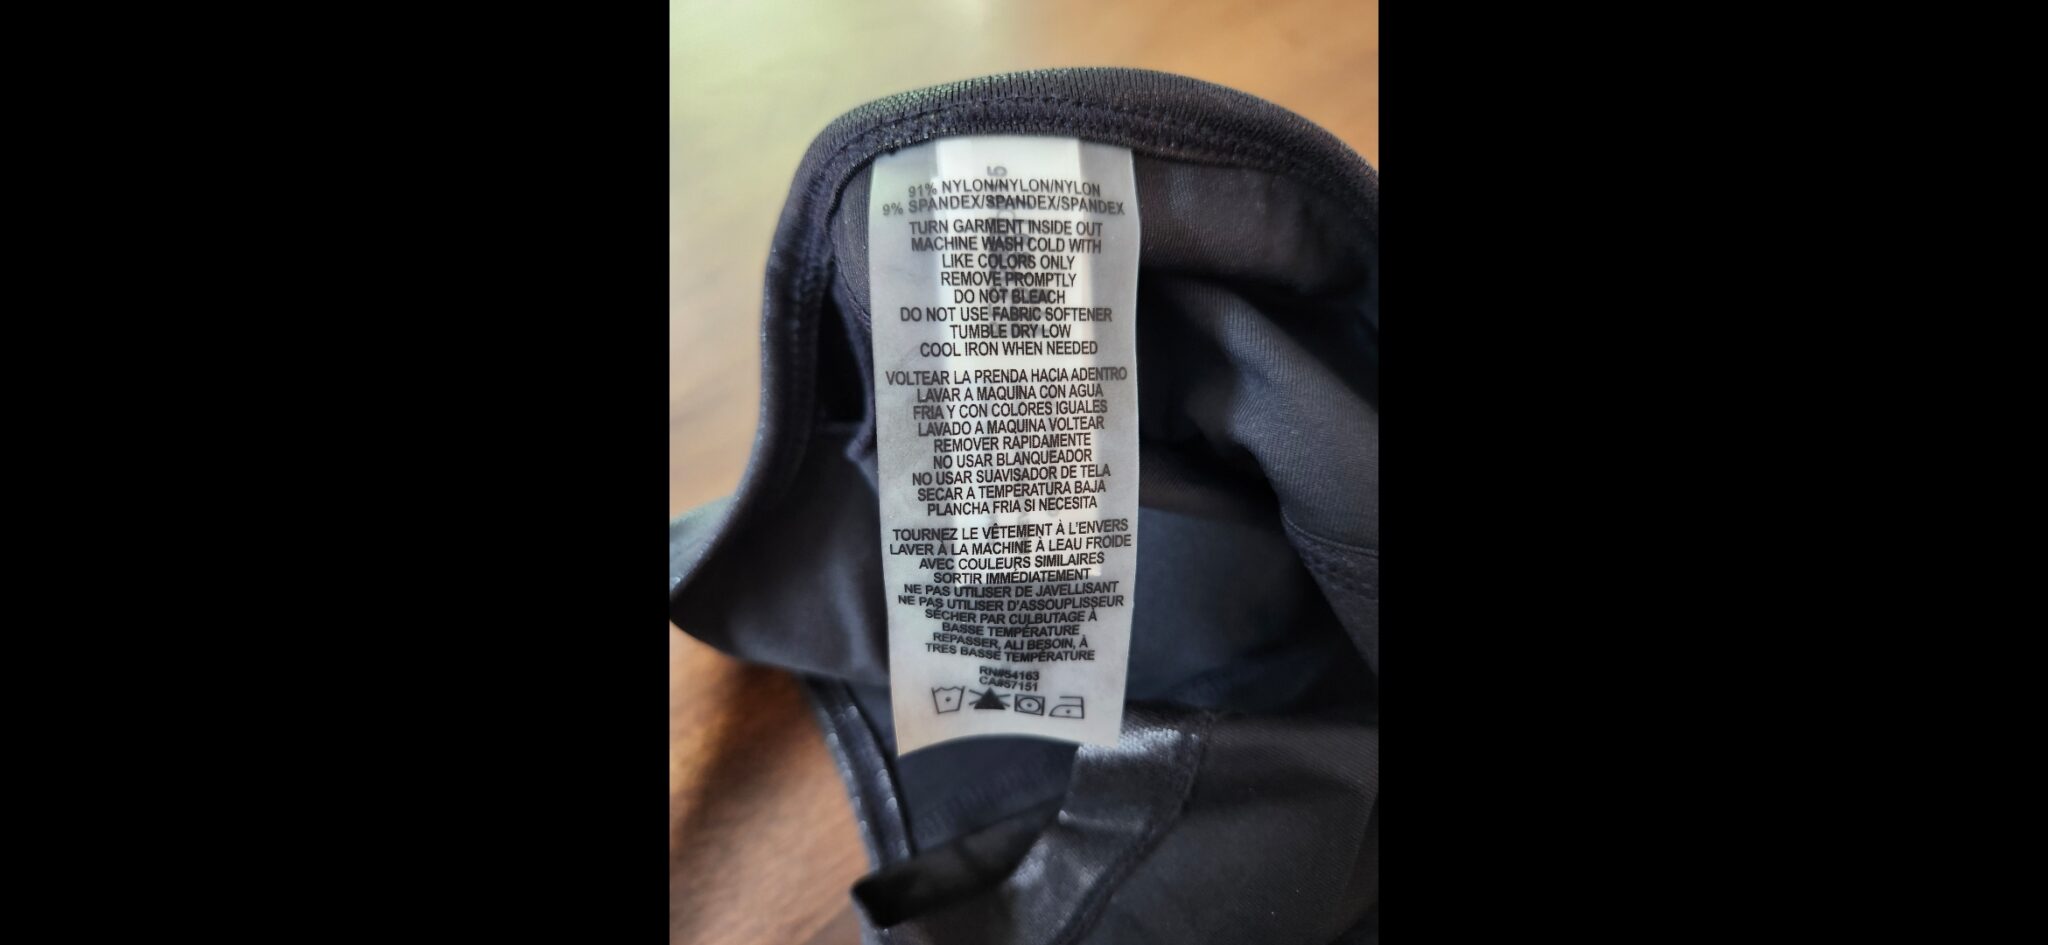 91% NYLON/NYLON/NYLON
9% SPANDEX/SPANDEX/SPANDEX
TURN GARMENT INSIDE OUT
MACHINE WASH COLD WITH
LIKE COLORS ONLY
REMOVE PROMPTLY
DO NOT BLEACH
DO NOT USE FABRIC SOFTENER
TUMBLE DRY LOW
COOL IRON WHEN NEEDED
VOLTEAR LA PRENDA HACIA ADENTRO
LAVAR A MAQUINA CON AGUA
FRIA Y CON COLORES IGUALES
LAVADO A MAQUINA VOLTEAR
REMOVER RAPIDAMENTE
NO USAR BLANQUEADOR
NO USAR SUAVISADOR DE TELA
SECAR A TEMPERATURA BAJA
PLANCHA FRIA SI NECESITA
TOURNEZ LE VÊTEMENT À L'ENVERS
LAVER À LA MACHINE À LEAU FROIDE
AVEC COULEURS SIMILAIRES
SORTIR IMMÉDIATEMENT
NE PAS UTILISER DE JAVELLISANT
NE PAS UTILISER D'ASSOUPLISSEUR
SÉCHER PAR CULBUTAGE À
BASSE TEMPÉRATURE
REPASSER, ALI BESOIN, À
TRES BASSE TEMPÉRATURE
RN#54163
CA#57151